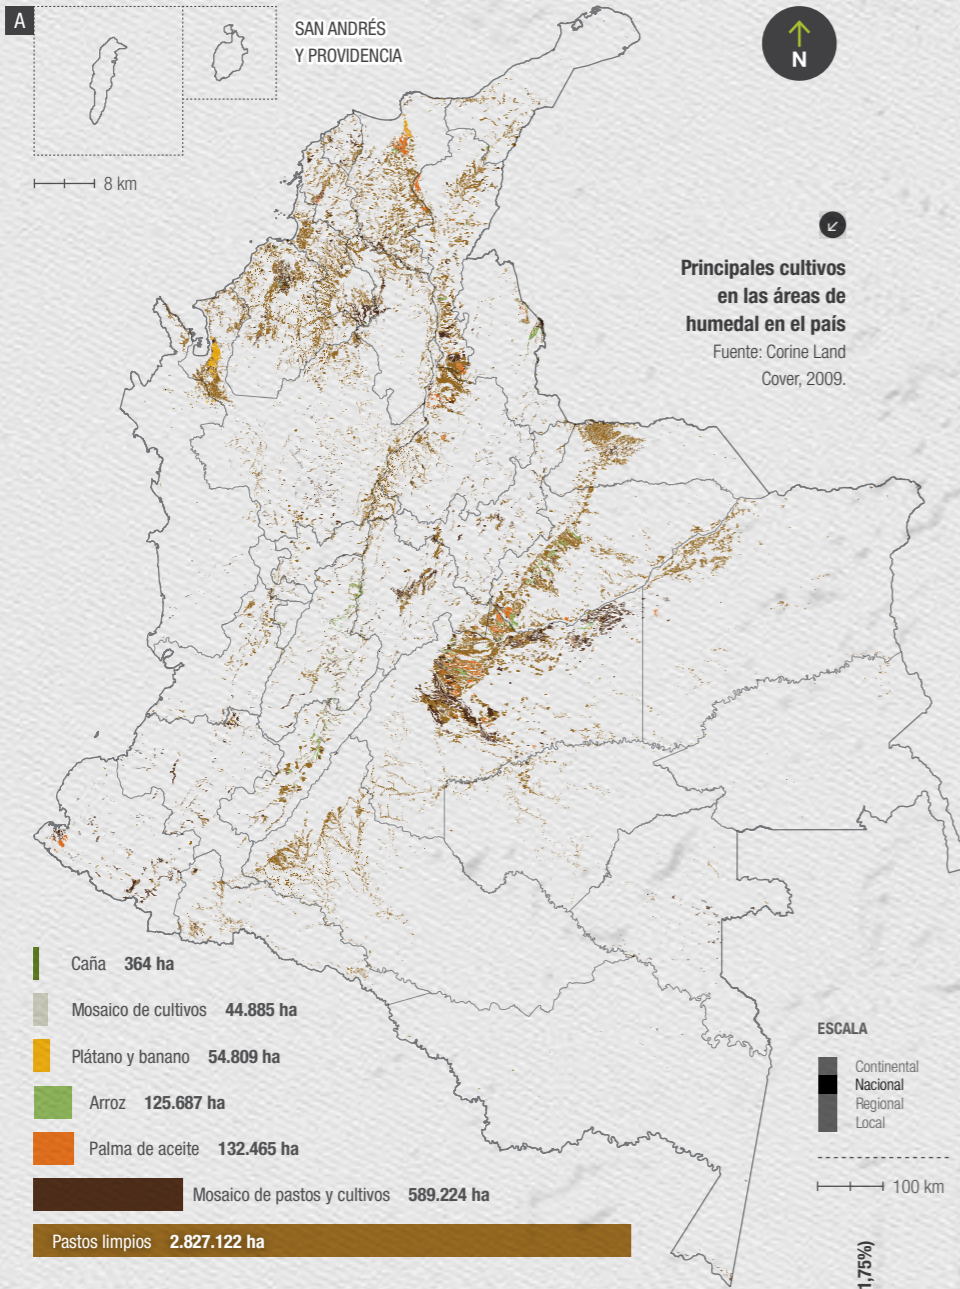 A
SAN ANDRÉS
Y PROVIDENCIA
N
8 km
Principales cultivos
en las áreas de
humedal en el país
Fuente: Corine Land
Cover, 2009.
Caña 364 ha
Mosaico de cultivos 44.885 ha
Plátano y banano 54.809 ha
Arroz 125.687 ha
Palma de aceite 132.465 ha
Mosaico de pastos y cultivos 589.224 ha
Pastos limpios 2.827.122 ha
ESCALA
Continental
Nacional
Regional
Local
100 km
1,75%)